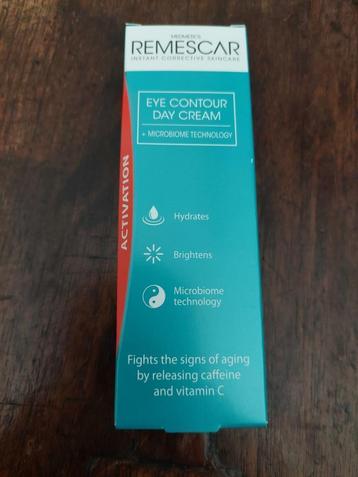 MEDMETICS
REMESCAR
INSTANT CORRECTIVE SKINCARE
EYE CONTOUR
DAY CREAM
+ MICROBIOME TECHNOLOGY
ACTIVATION
Hydrates
Brightens
Microbiome
technology
Fights the signs of aging
by releasing caffeine
and vitamin C